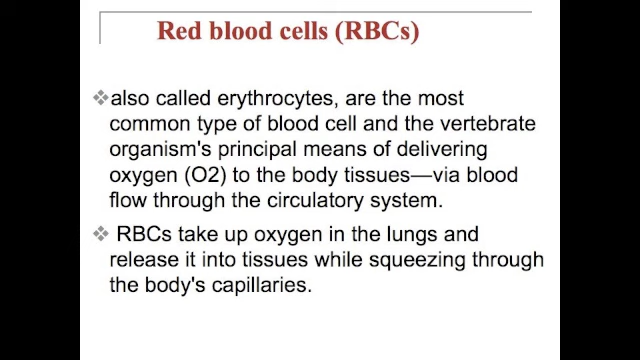 Red blood cells (RBCs)
❖also called erythrocytes, are the most
common type of blood cell and the vertebrate
organism's principal means of delivering
oxygen (O2) to the body tissues—via blood
flow through the circulatory system.
❖ RBCs take up oxygen in the lungs and
release it into tissues while squeezing through
the body's capillaries.